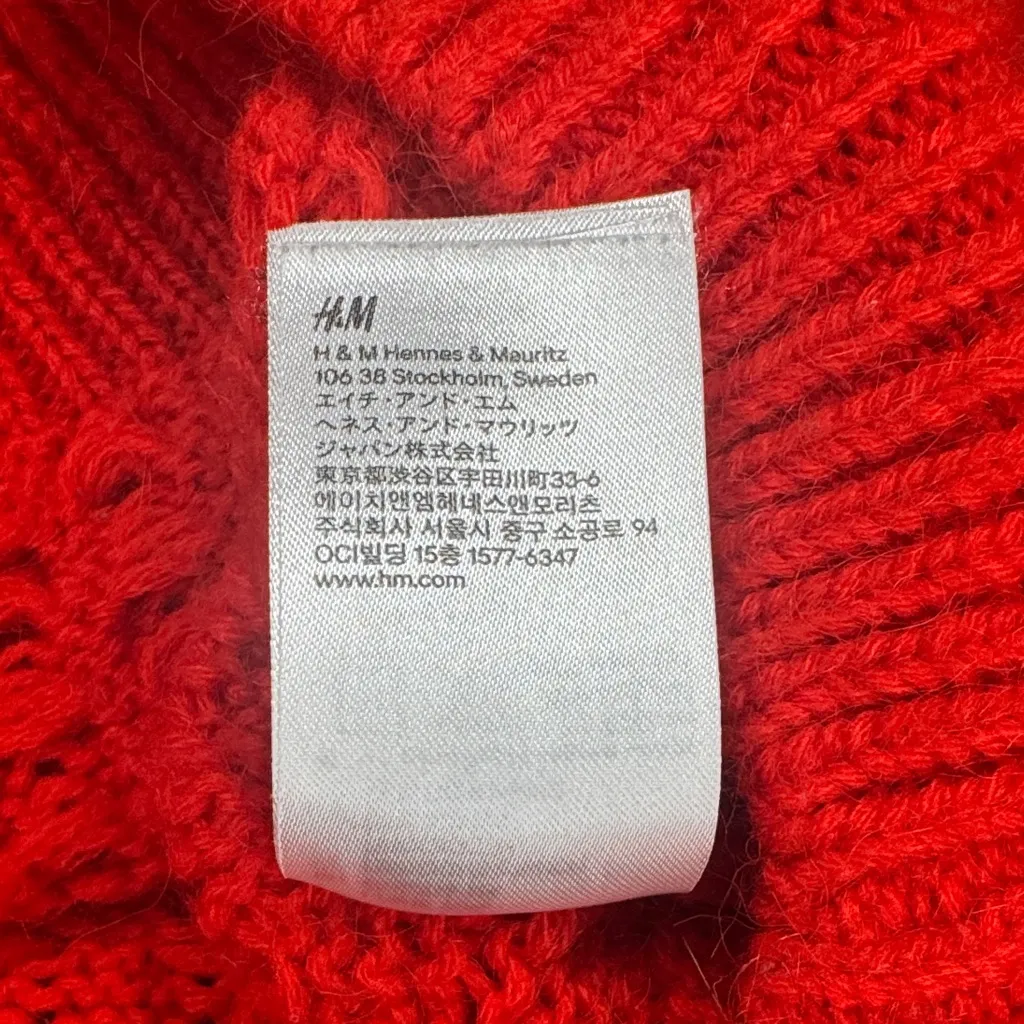 H&M
H & M Hennes & Mauritz
106 38 Stockholm, Sweden
エイチ・アンド・エム
ヘネス・アンド・マウリッツ
ジャパン株式会社
東京都渋谷区宇田川町33-6
에이치앤엠헤네스앤모리츠
주식회사 서울시 중구 소공로 94
OCI빌딩 15층 1577-6347
www.hm.com